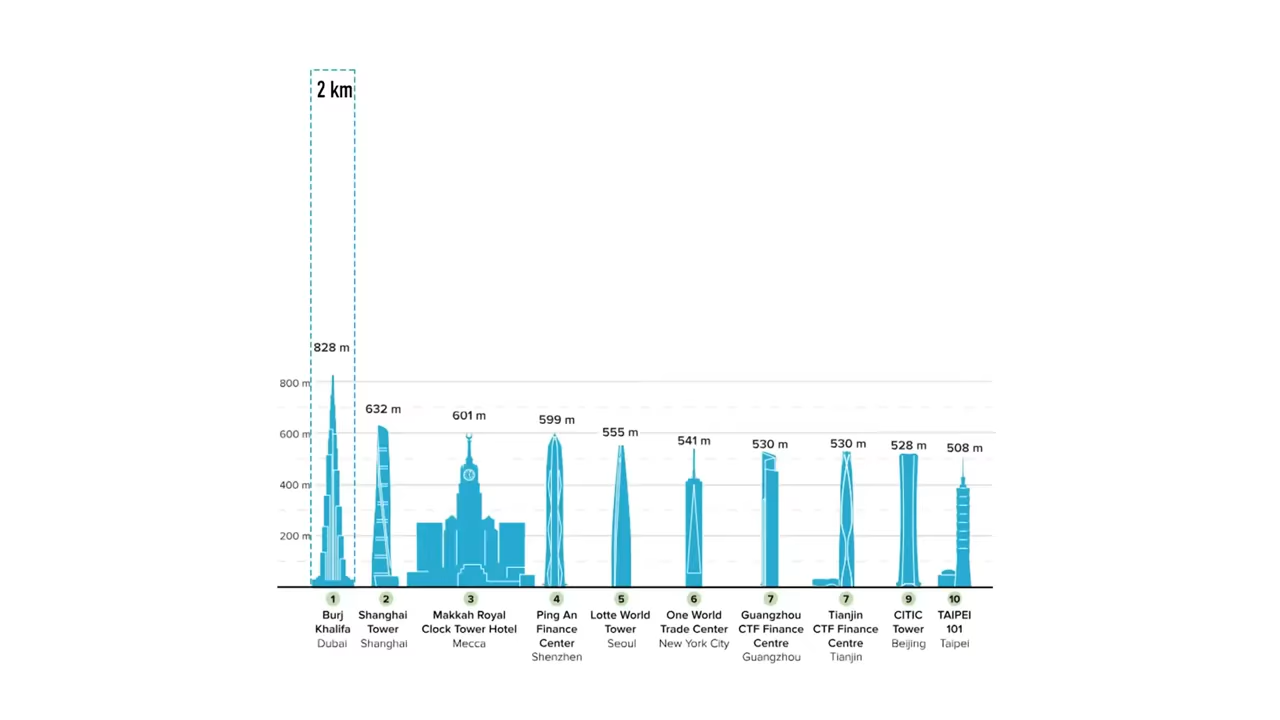 2 km
828 m
800 m
632 m
601 m
599 m
600 m
555 m
541 m
530 m
530 m
528 m
508 m
400 m
200 m
1
2
3
4
5
6
7
7
9
10
Burj
Khalifa
Dubai
Shanghai
Tower
Shanghai
Makkah Royal
Clock Tower Hotel
Mecca
Ping An
Finance
Center
Shenzhen
Lotte World
Tower
Seoul
One World
Trade Center
New York City
Guangzhou
CTF Finance
Centre
Guangzhou
Tianjin
CTF Finance
Centre
Tianjin
CITIC
Tower
Beijing
TAIPEI
101
Taipei